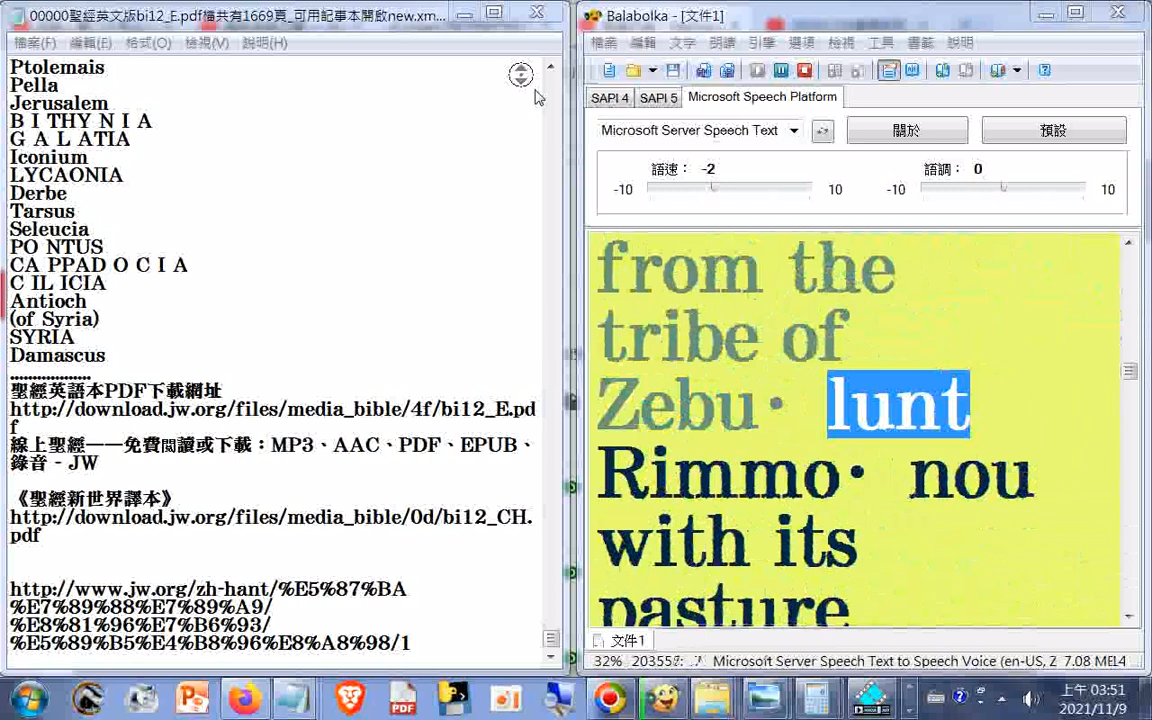 00000聖經英文版bi12_E.pdf檔共有1669頁_可用記事本開啟new.xm...
檔案(F) 編輯(E) 格式(O) 檢視(V) 說明(H)
Ptolemais
Pella
Jerusalem
B I THY N I A
G A L ATIA
Iconium
LYCAONIA
Derbe
Tarsus
Seleucia
PO NTUS
CA PPAD O C I A
C IL ICIA
Antioch
(of Syria)
SYRIA
Damascus
..................
聖經英語本PDF下載網址
http://download.jw.org/files/media_bible/4f/bi12_E.pd
f
線上聖經——免費閱讀或下載：MP3、AAC、PDF、EPUB、
錄音 - JW
《聖經新世界譯本》
http://download.jw.org/files/media_bible/0d/bi12_CH.
pdf
http://www.jw.org/zh-hant/%E5%87%BA
%E7%89%88%E7%89%A9/
%E8%81%96%E7%B6%93/
%E5%89%B5%E4%B8%96%E8%A8%98/1
Balabolka - [文件1]
檔案 編輯 文字 朗讀 引擎 選項 檢視 工具 書籤 說明
SAPI 4 SAPI 5 Microsoft Speech Platform
Microsoft Server Speech Text 關於 預設
語速： -2 語調： 0
-10 10 -10 10
from the
tribe of
Zebu· lunt
Rimmo· nou
with its
pasture
文件1
32% Microsoft Server Speech Text to Speech Voice (en-US, Z 7.08 ME
PDF
上午 03:51
2021/11/9